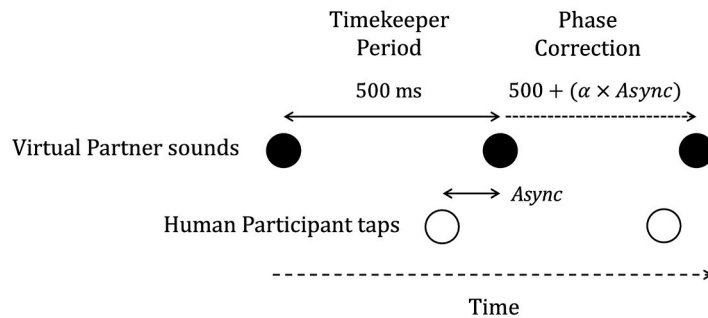 Timekeeper
Period
Phase
Correction
500 ms
500 + (α × Async)
Virtual Partner sounds
Async
Human Participant taps
Time